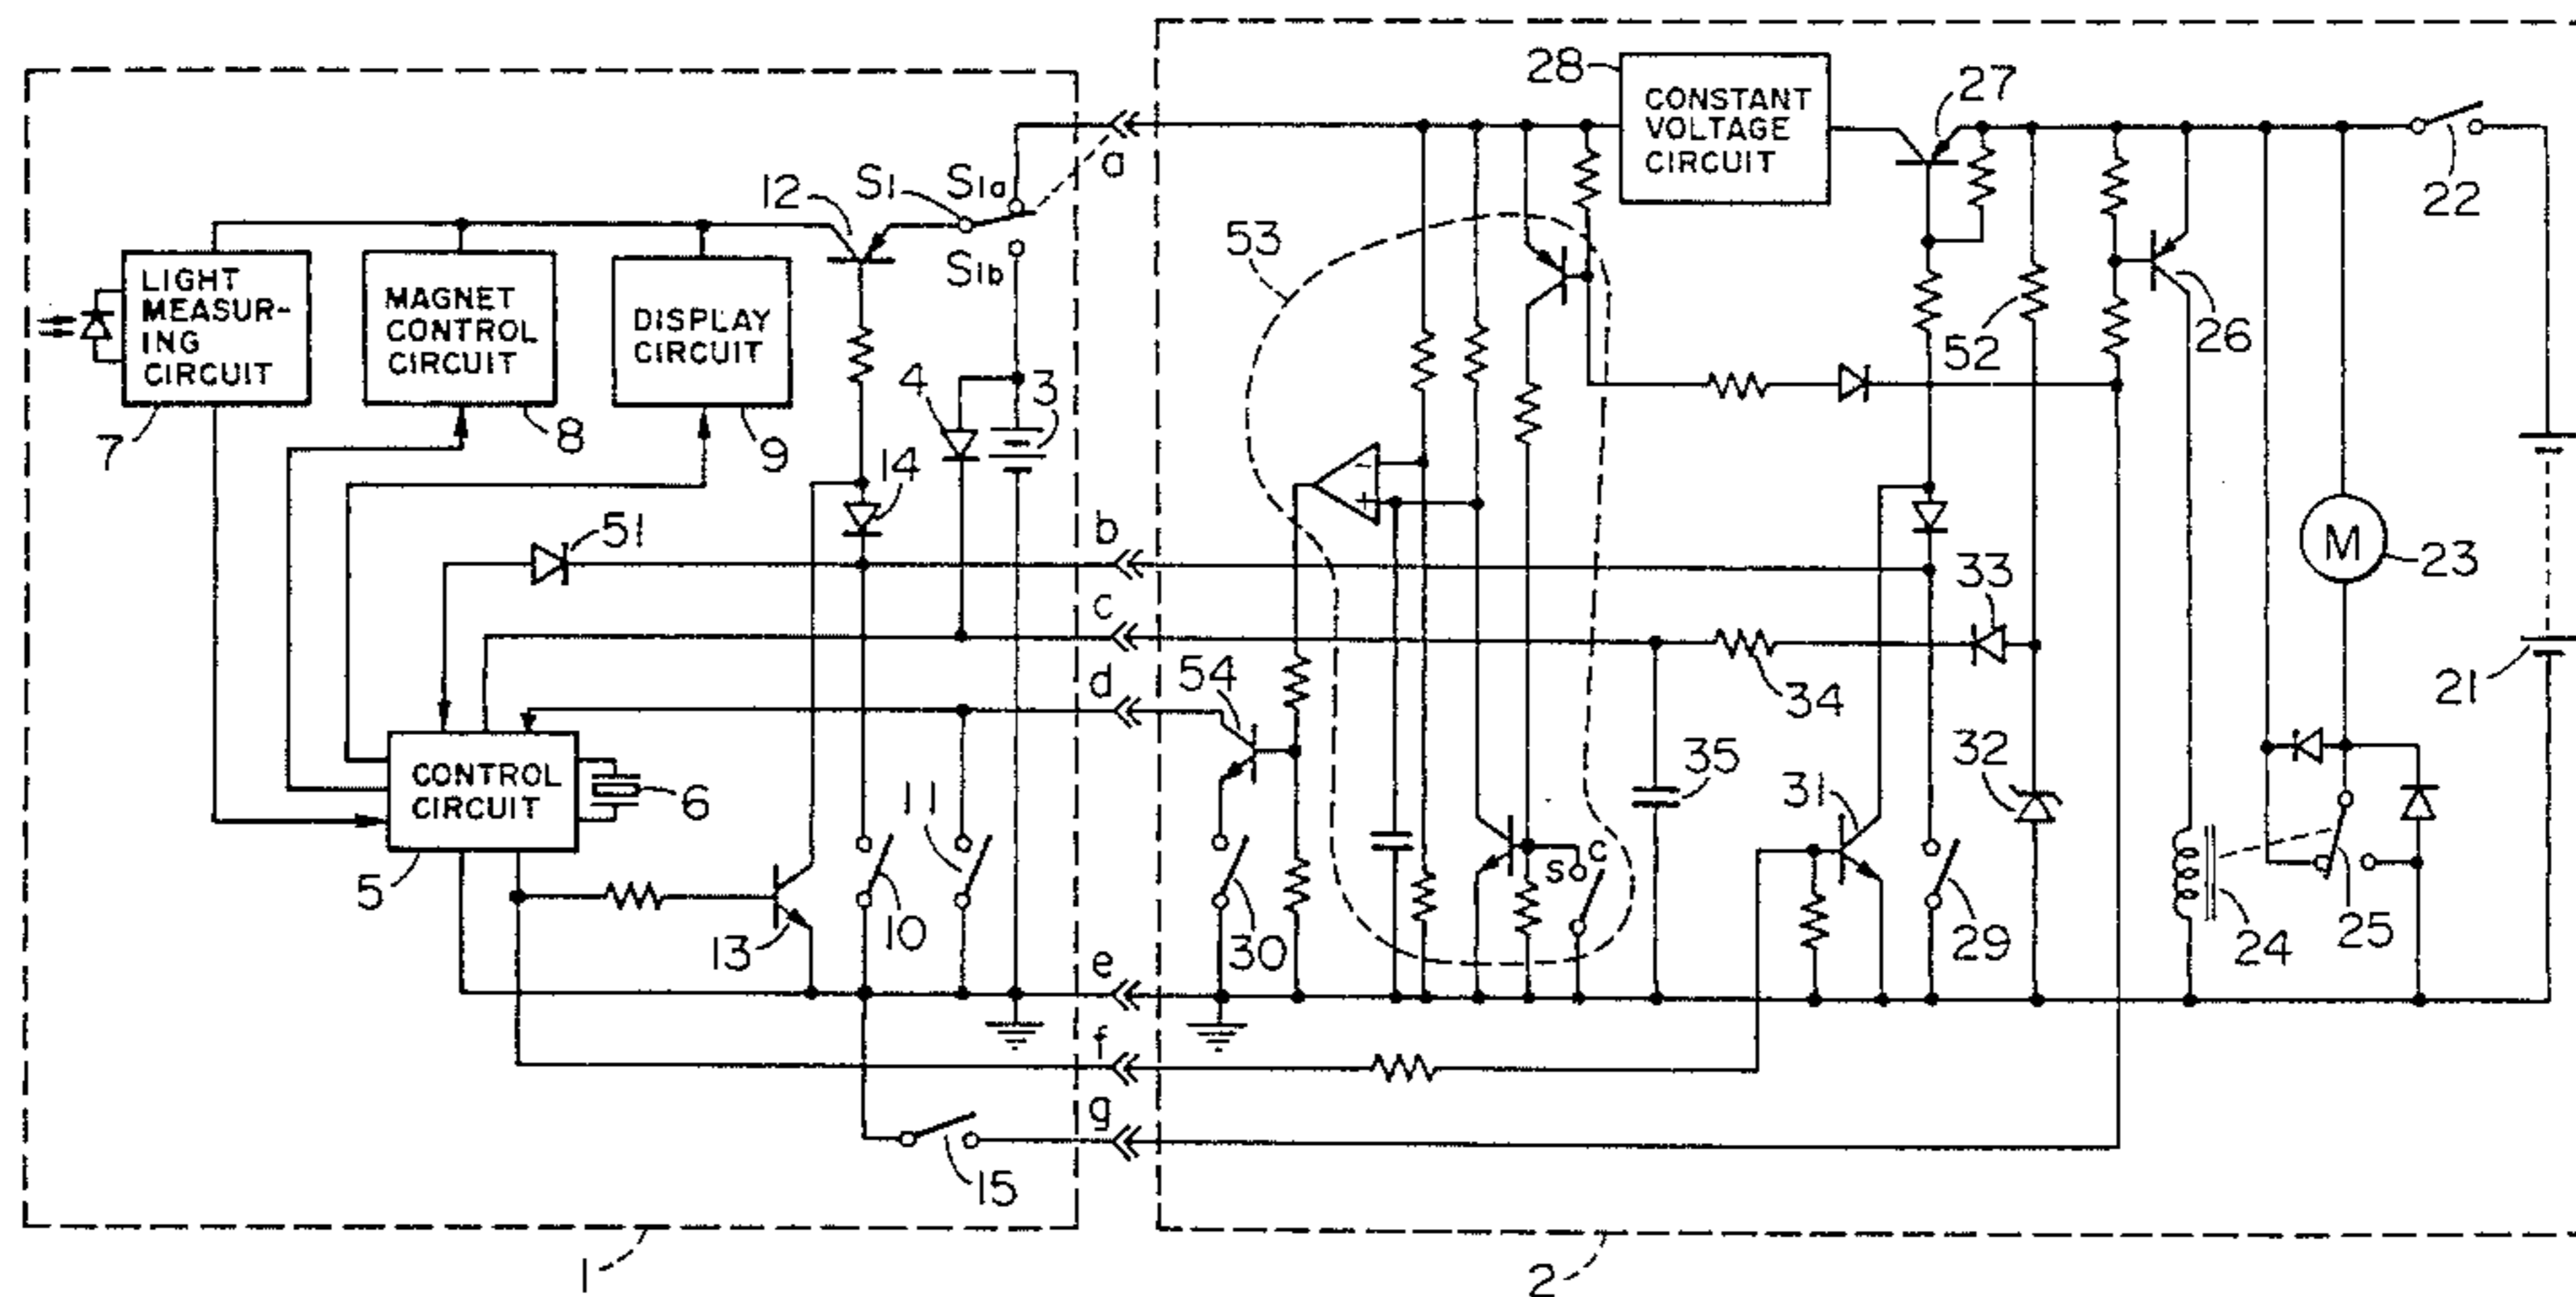 28
CONSTANT
VOLTAGE
CIRCUIT
27
a
22
12
S1
S1a
S1b
53
LIGHT
MEASUR-
ING
CIRCUIT
MAGNET
CONTROL
CIRCUIT
DISPLAY
CIRCUIT
52
26
4
3
7
8
9
14
-
+
51
b
M
23
33
c
54
d
34
21
35
32
31
CONTROL
CIRCUIT
6
11
S
C
5
13
10
30
29
24
25
e
f
g
15
1
2